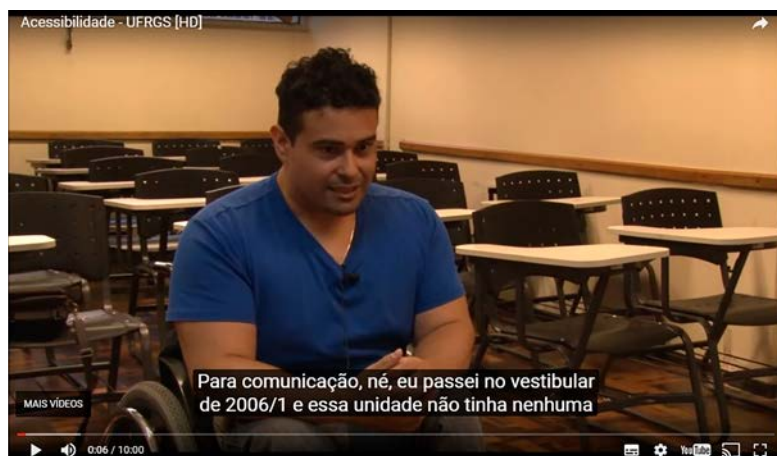 Acessibilidade - UFRGS [HD]
Para comunicação, né, eu passei no vestibular
de 2006/1 e essa unidade não tinha nenhuma
MAIS VÍDEOS
0:06 / 10:00
YouTube